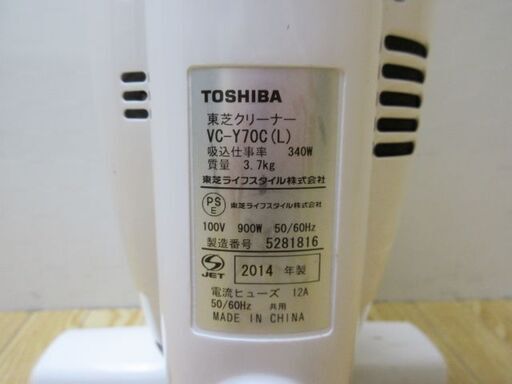 TOSHIBA
東芝クリーナー
VC-Y70C(L)
吸込仕事率 340W
質量 3.7kg
東芝ライフスタイル株式会社
PS
E
東芝ライフスタイル株式会社
100V 900W 50/60Hz
製造番号 5281816
S
JET
2014 年製
電流ヒューズ 12A
50/60Hz 共用
MADE IN CHINA